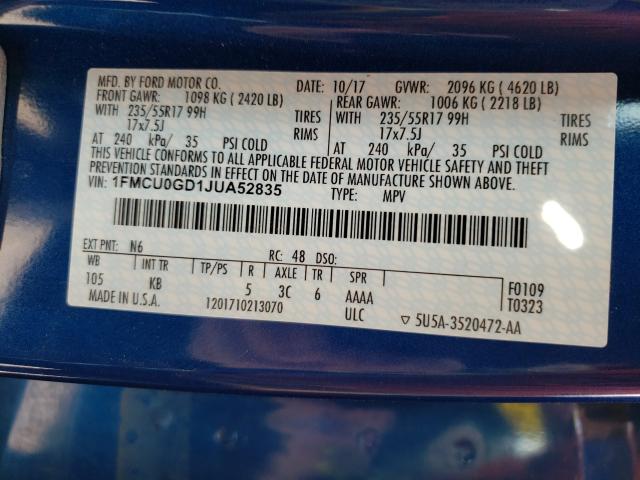 MFD. BY FORD MOTOR CO. DATE: 10/17 GVWR: 2096 KG ( 4620 LB)
FRONT GAWR: 1098 KG ( 2420 LB) REAR GAWR: 1006 KG ( 2218 LB)
WITH 235/55R17 99H TIRES WITH 235/55R17 99H TIRES
17x7.5J RIMS 17x7.5J RIMS
AT 240 kPa/ 35 PSI COLD AT 240 kPa/ 35 PSI COLD
THIS VEHICLE CONFORMS TO ALL APPLICABLE FEDERAL MOTOR VEHICLE SAFETY AND THEFT
PREVENTION STANDARDS IN EFFECT ON THE DATE OF MANUFACTURE SHOWN ABOVE.
VIN: 1FMCU0GD1JUA52835 TYPE: MPV
EXT PNT: N6 RC: 48 DSO:
WB INT TR TP/PS R AXLE TR SPR F0109
105 KB 5 3C 6 AAAA T0323
MADE IN U.S.A. 1201710213070 ULC ▽ 5U5A-3520472-AA